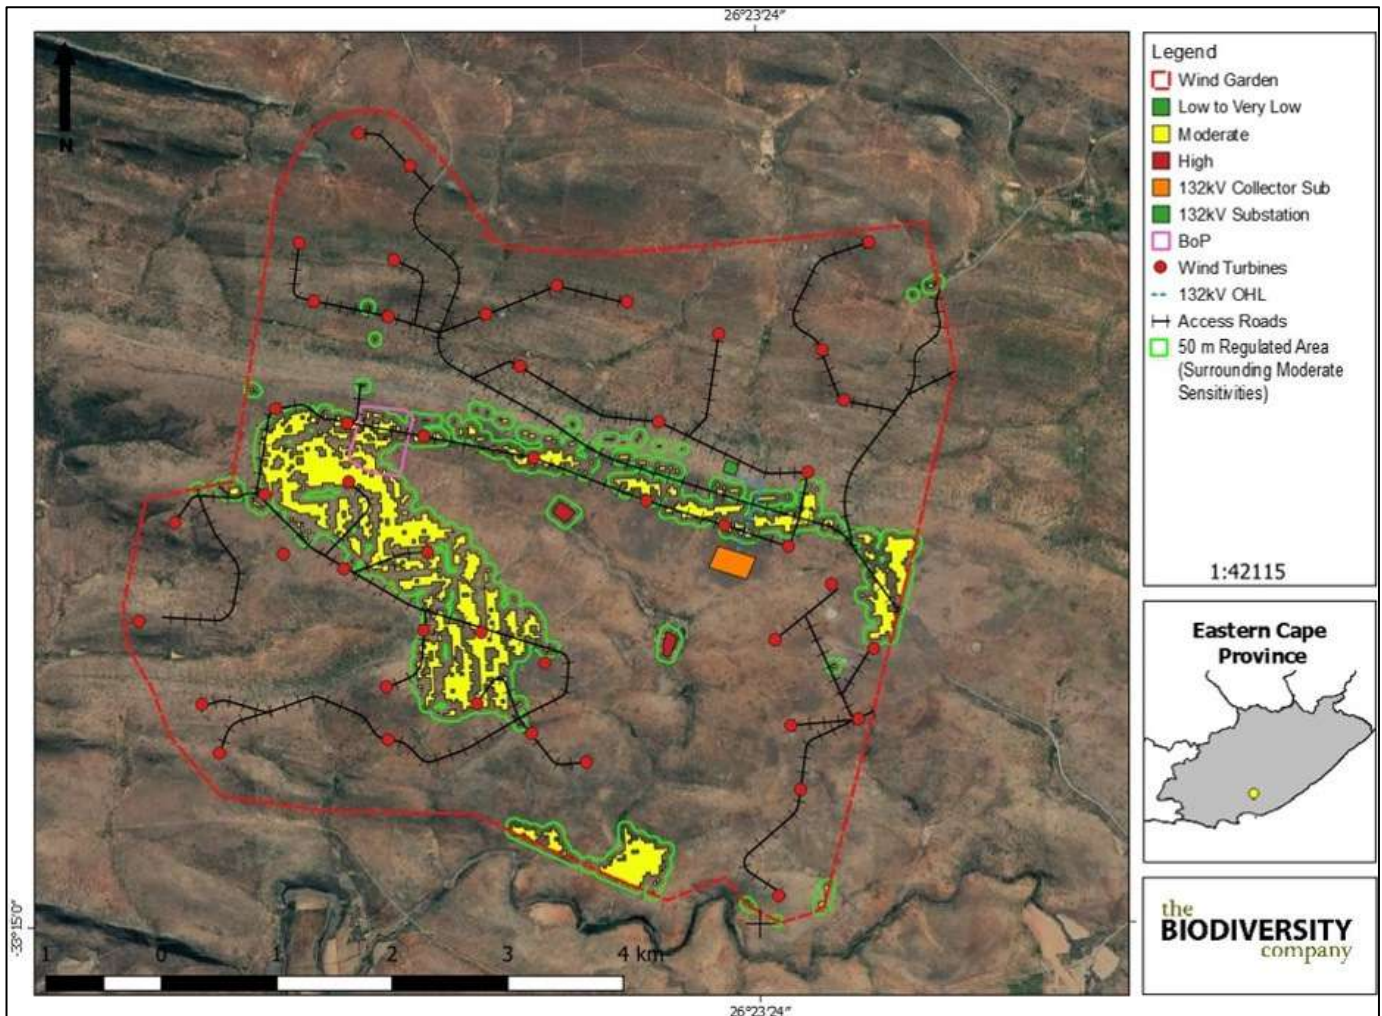 26°23'24"
Legend
Wind Garden
Low to Very Low
Moderate
High
132kV Collector Sub
132kV Substation
BoP
Wind Turbines
132kV OHL
Access Roads
50 m Regulated Area
(Surrounding Moderate
Sensitivities)
1:42115
N
Eastern Cape
Province
the
BIODIVERSITY
company
-33°15'0"
1 0 1 2 3 4 km
26°23'24"